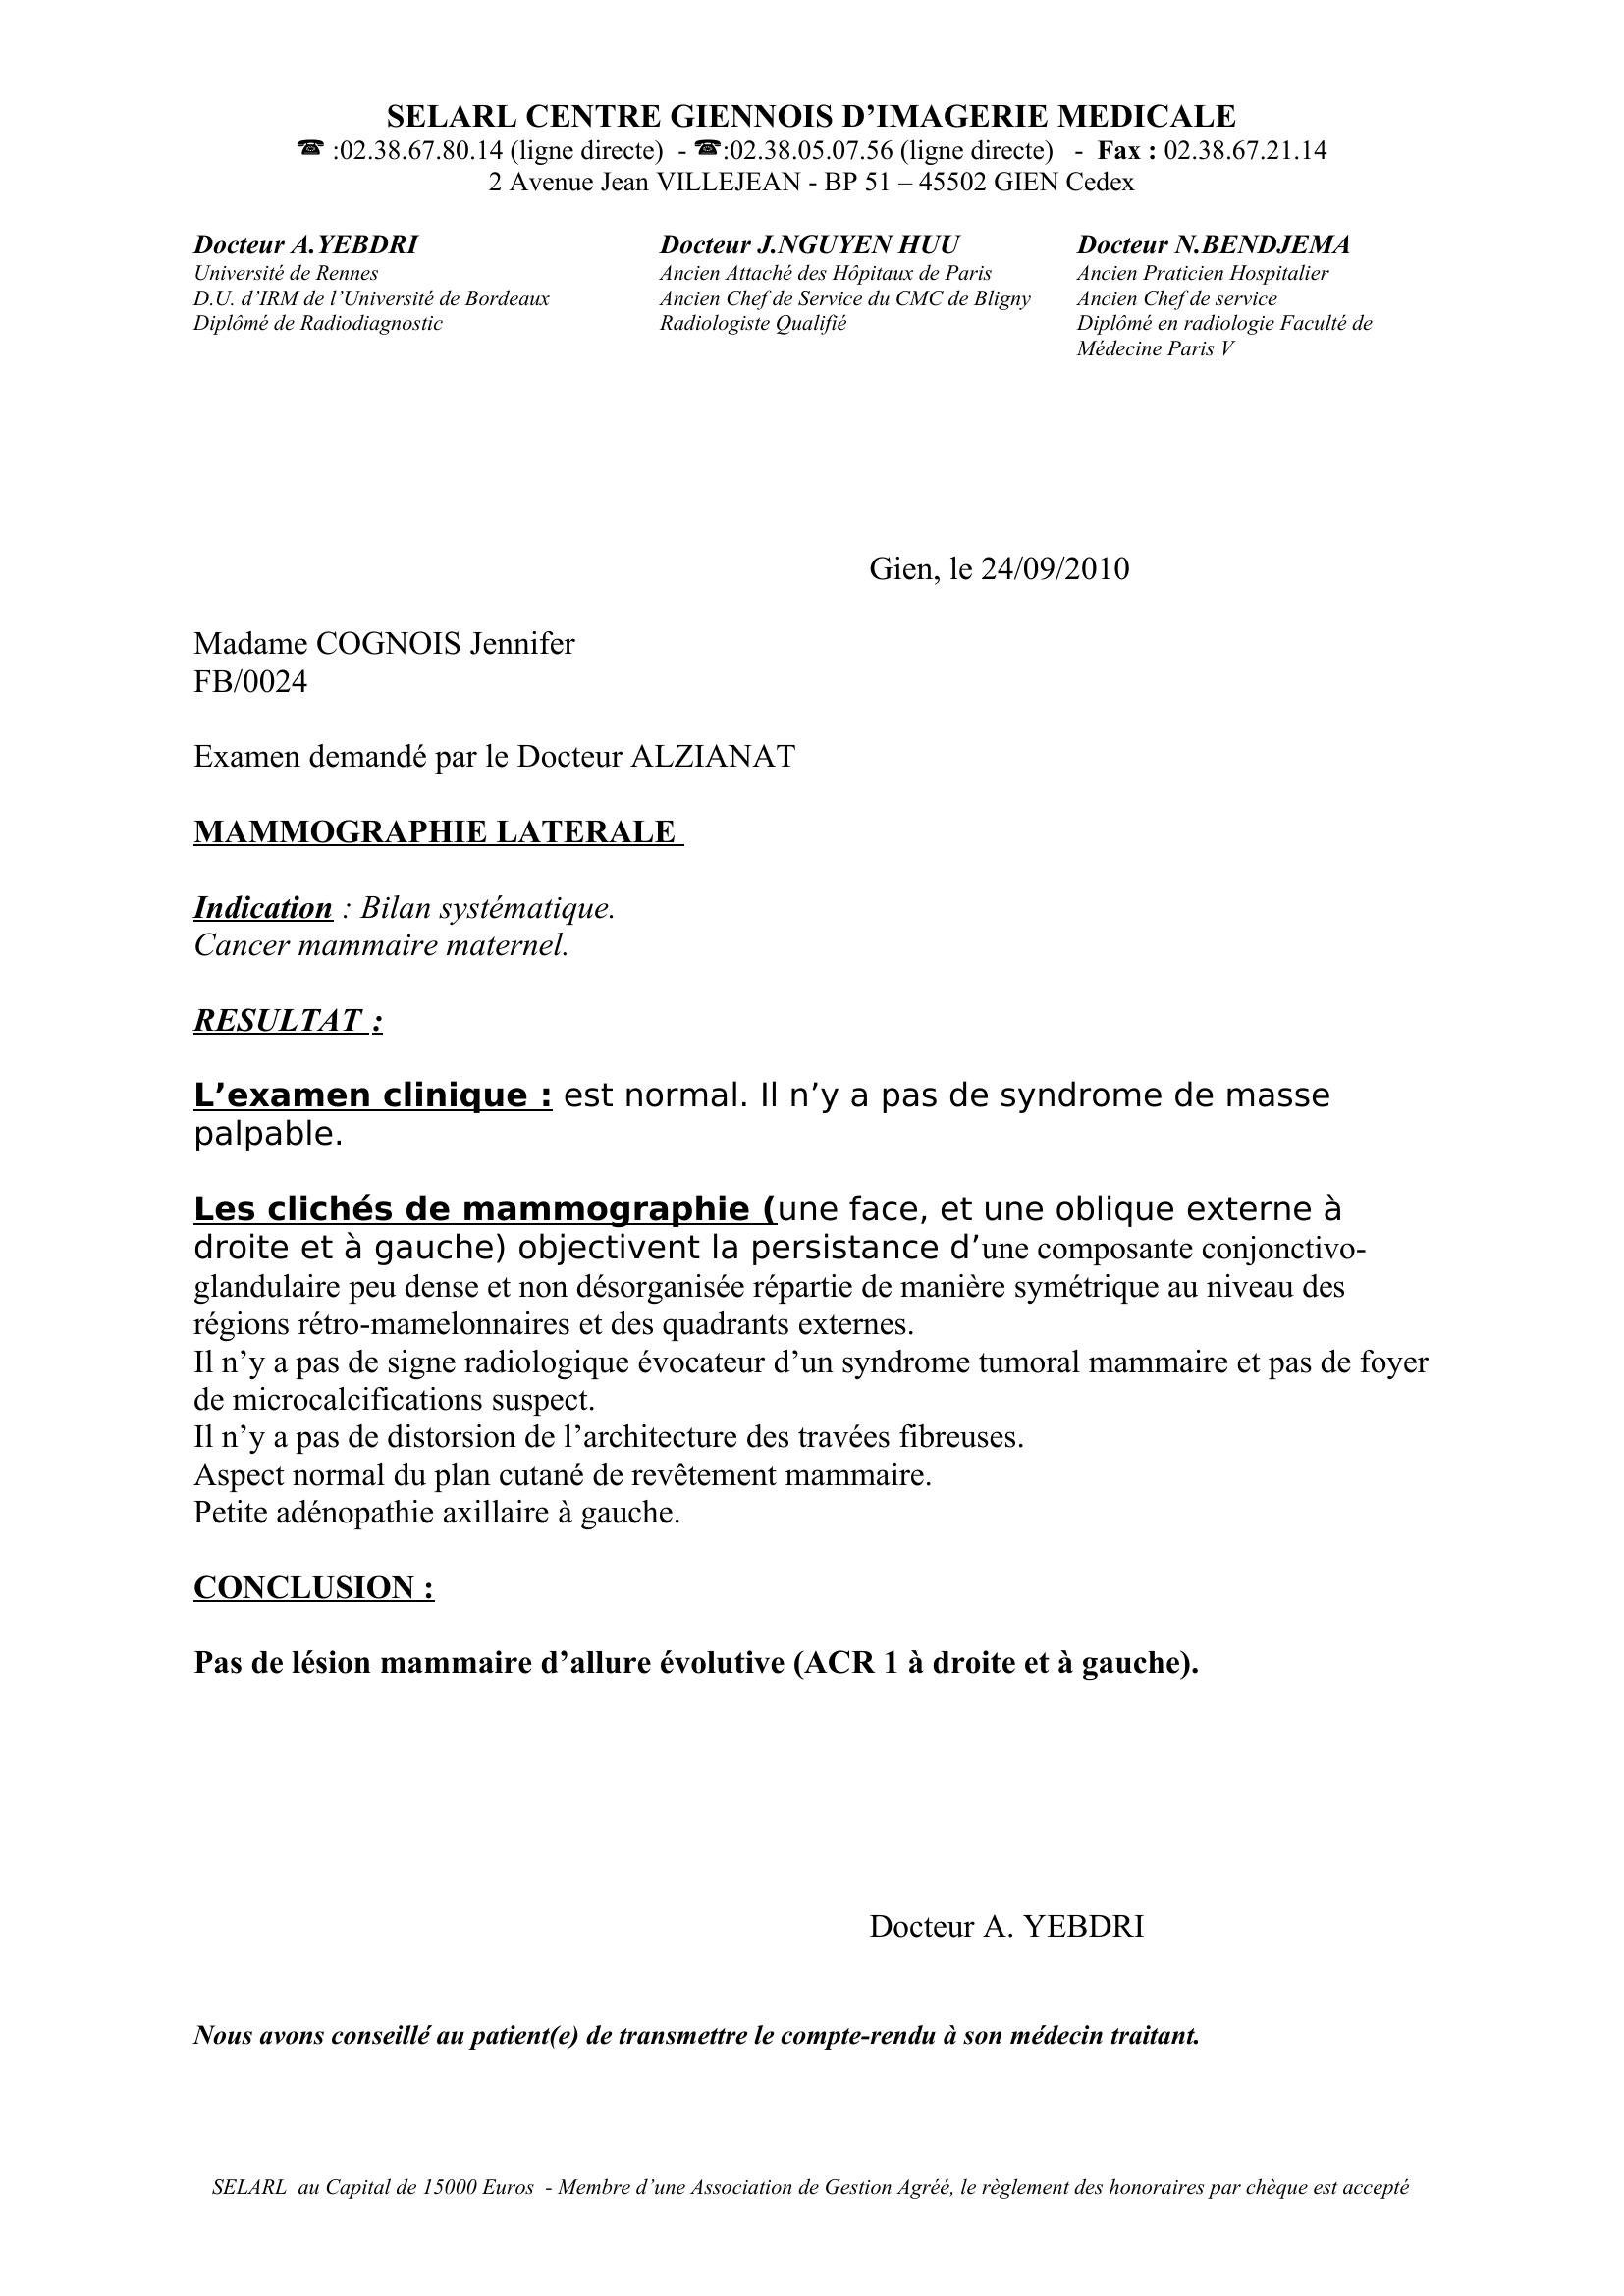 SELARL CENTRE GIENNOIS D’IMAGERIE MEDICALE
☎ :02.38.67.80.14 (ligne directe) - ☎:02.38.05.07.56 (ligne directe) - Fax : 02.38.67.21.14
2 Avenue Jean VILLEJEAN - BP 51 – 45502 GIEN Cedex
Docteur A.YEBDRI
Université de Rennes
D.U. d’IRM de l’Université de Bordeaux
Diplômé de Radiodiagnostic
Docteur J.NGUYEN HUU
Ancien Attaché des Hôpitaux de Paris
Ancien Chef de Service du CMC de Bligny
Radiologiste Qualifié
Docteur N.BENDJEMA
Ancien Praticien Hospitalier
Ancien Chef de service
Diplômé en radiologie Faculté de
Médecine Paris V
Gien, le 24/09/2010
Madame COGNOIS Jennifer
FB/0024
Examen demandé par le Docteur ALZIANAT
MAMMOGRAPHIE LATERALE
Indication : Bilan systématique.
Cancer mammaire maternel.
RESULTAT :
L’examen clinique : est normal. Il n’y a pas de syndrome de masse
palpable.
Les clichés de mammographie (une face, et une oblique externe à
droite et à gauche) objectivent la persistance d’une composante conjonctivo-
glandulaire peu dense et non désorganisée répartie de manière symétrique au niveau des
régions rétro-mamelonnaires et des quadrants externes.
Il n’y a pas de signe radiologique évocateur d’un syndrome tumoral mammaire et pas de foyer
de microcalcifications suspect.
Il n’y a pas de distorsion de l’architecture des travées fibreuses.
Aspect normal du plan cutané de revêtement mammaire.
Petite adénopathie axillaire à gauche.
CONCLUSION :
Pas de lésion mammaire d’allure évolutive (ACR 1 à droite et à gauche).
Docteur A. YEBDRI
Nous avons conseillé au patient(e) de transmettre le compte-rendu à son médecin traitant.
SELARL au Capital de 15000 Euros - Membre d’une Association de Gestion Agréé, le règlement des honoraires par chèque est accepté